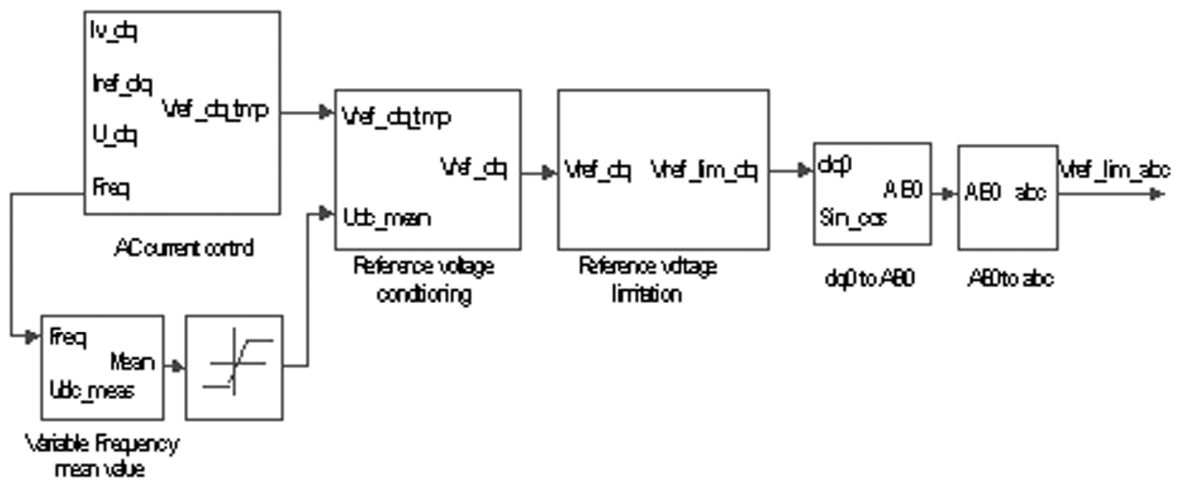 Iv_dq
Iref_dq
Vref_dq_tmp
U_dq
Freq
AC current control
Vref_dq_tmp
Vref_dq
Udc_mean
Reference voltage
conditioning
Vref_dq
Vref_lim_dq
Reference voltage
limitation
dq0
AB0
Sin_cos
dq0 to AB0
AB0
abc
AB0 to abc
Vref_lim_abc
Freq
Mean
Udc_meas
Variable Frequency
mean value